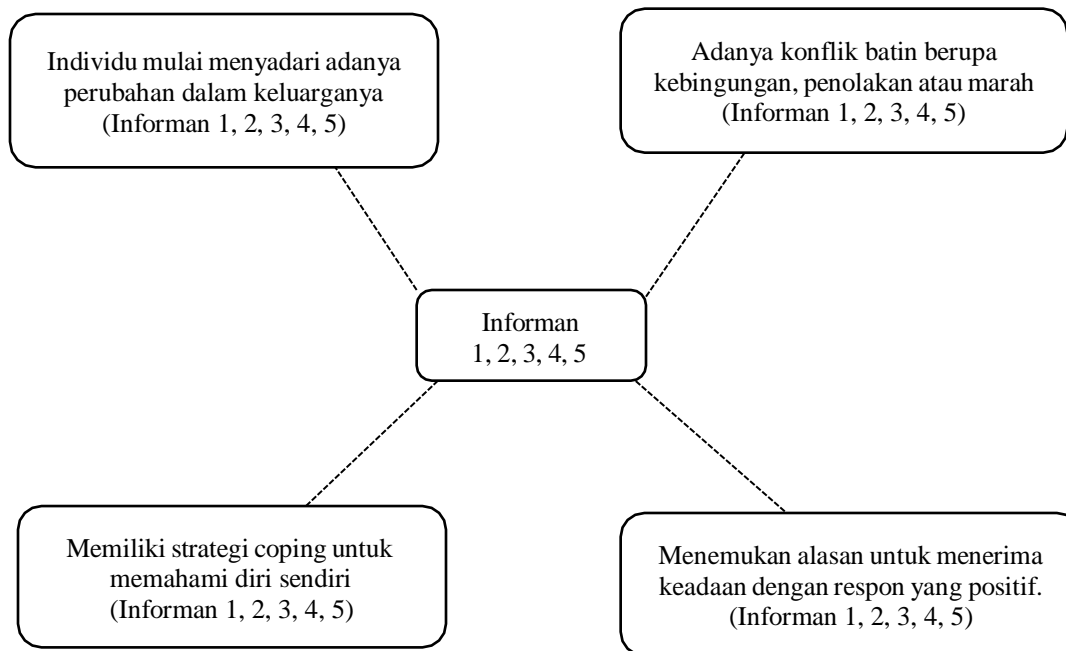 Individu mulai menyadari adanya
perubahan dalam keluarganya
(Informan 1, 2, 3, 4, 5)
Adanya konflik batin berupa
kebingungan, penolakan atau marah
(Informan 1, 2, 3, 4, 5)
Informan
1, 2, 3, 4, 5
Memiliki strategi coping untuk
memahami diri sendiri
(Informan 1, 2, 3, 4, 5)
Menemukan alasan untuk menerima
keadaan dengan respon yang positif.
(Informan 1, 2, 3, 4, 5)